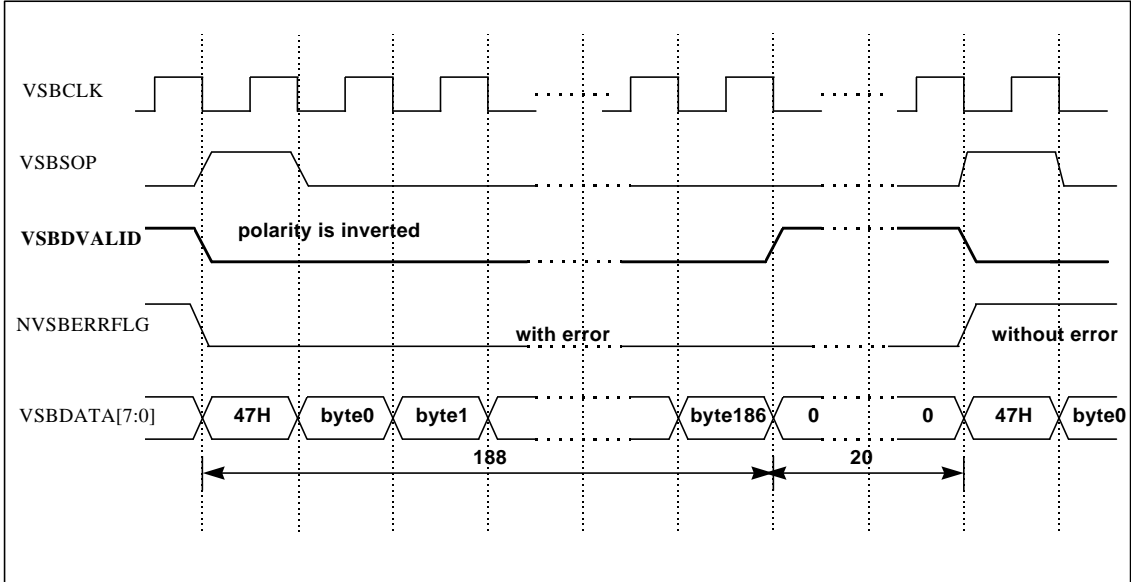 VSBCLK
VSBSOP
VSBDVALID
polarity is inverted
NVSBERRFLG
with error
without error
VSBDATA[7:0]
47H
byte0
byte1
byte186
0
0
47H
byte0
188
20